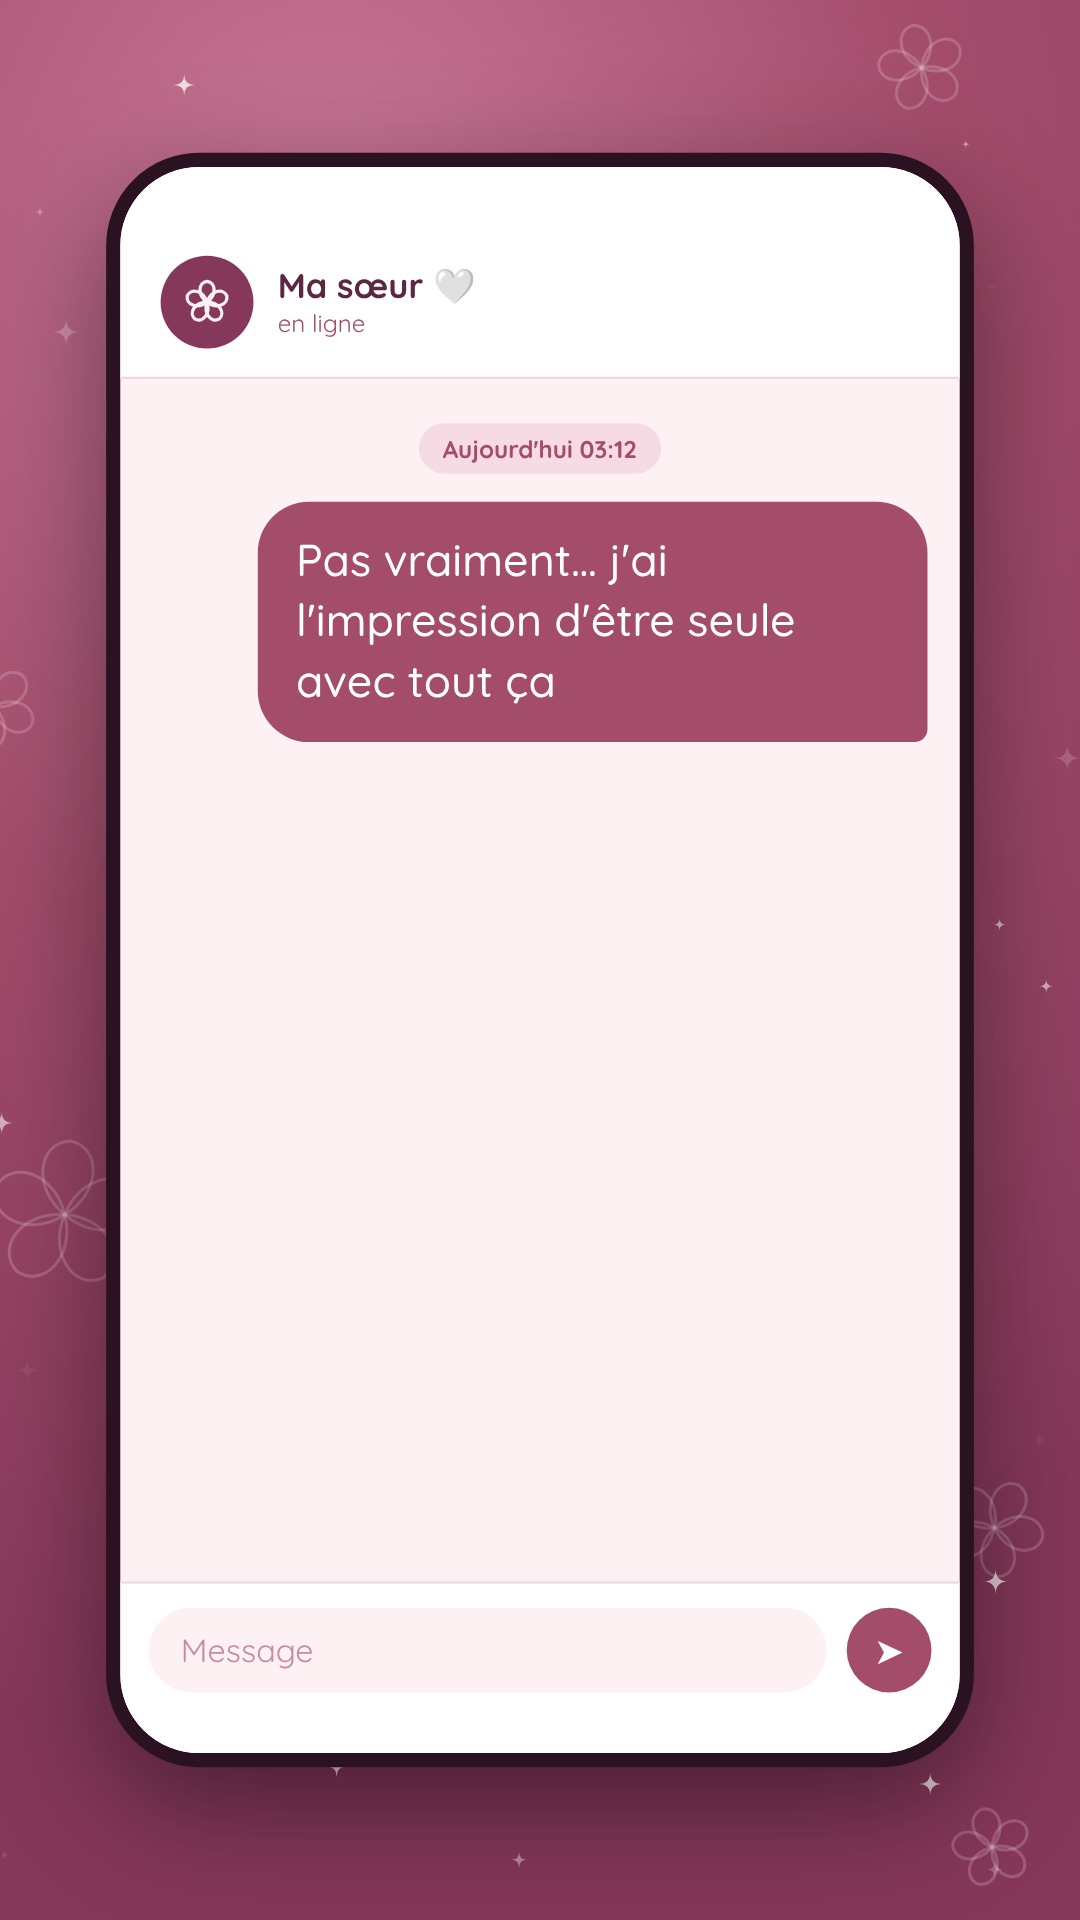 Ma sœur 🤍
en ligne
Aujourd'hui 03:12
Pas vraiment... j'ai
l'impression d'être seule
avec tout ça
Message